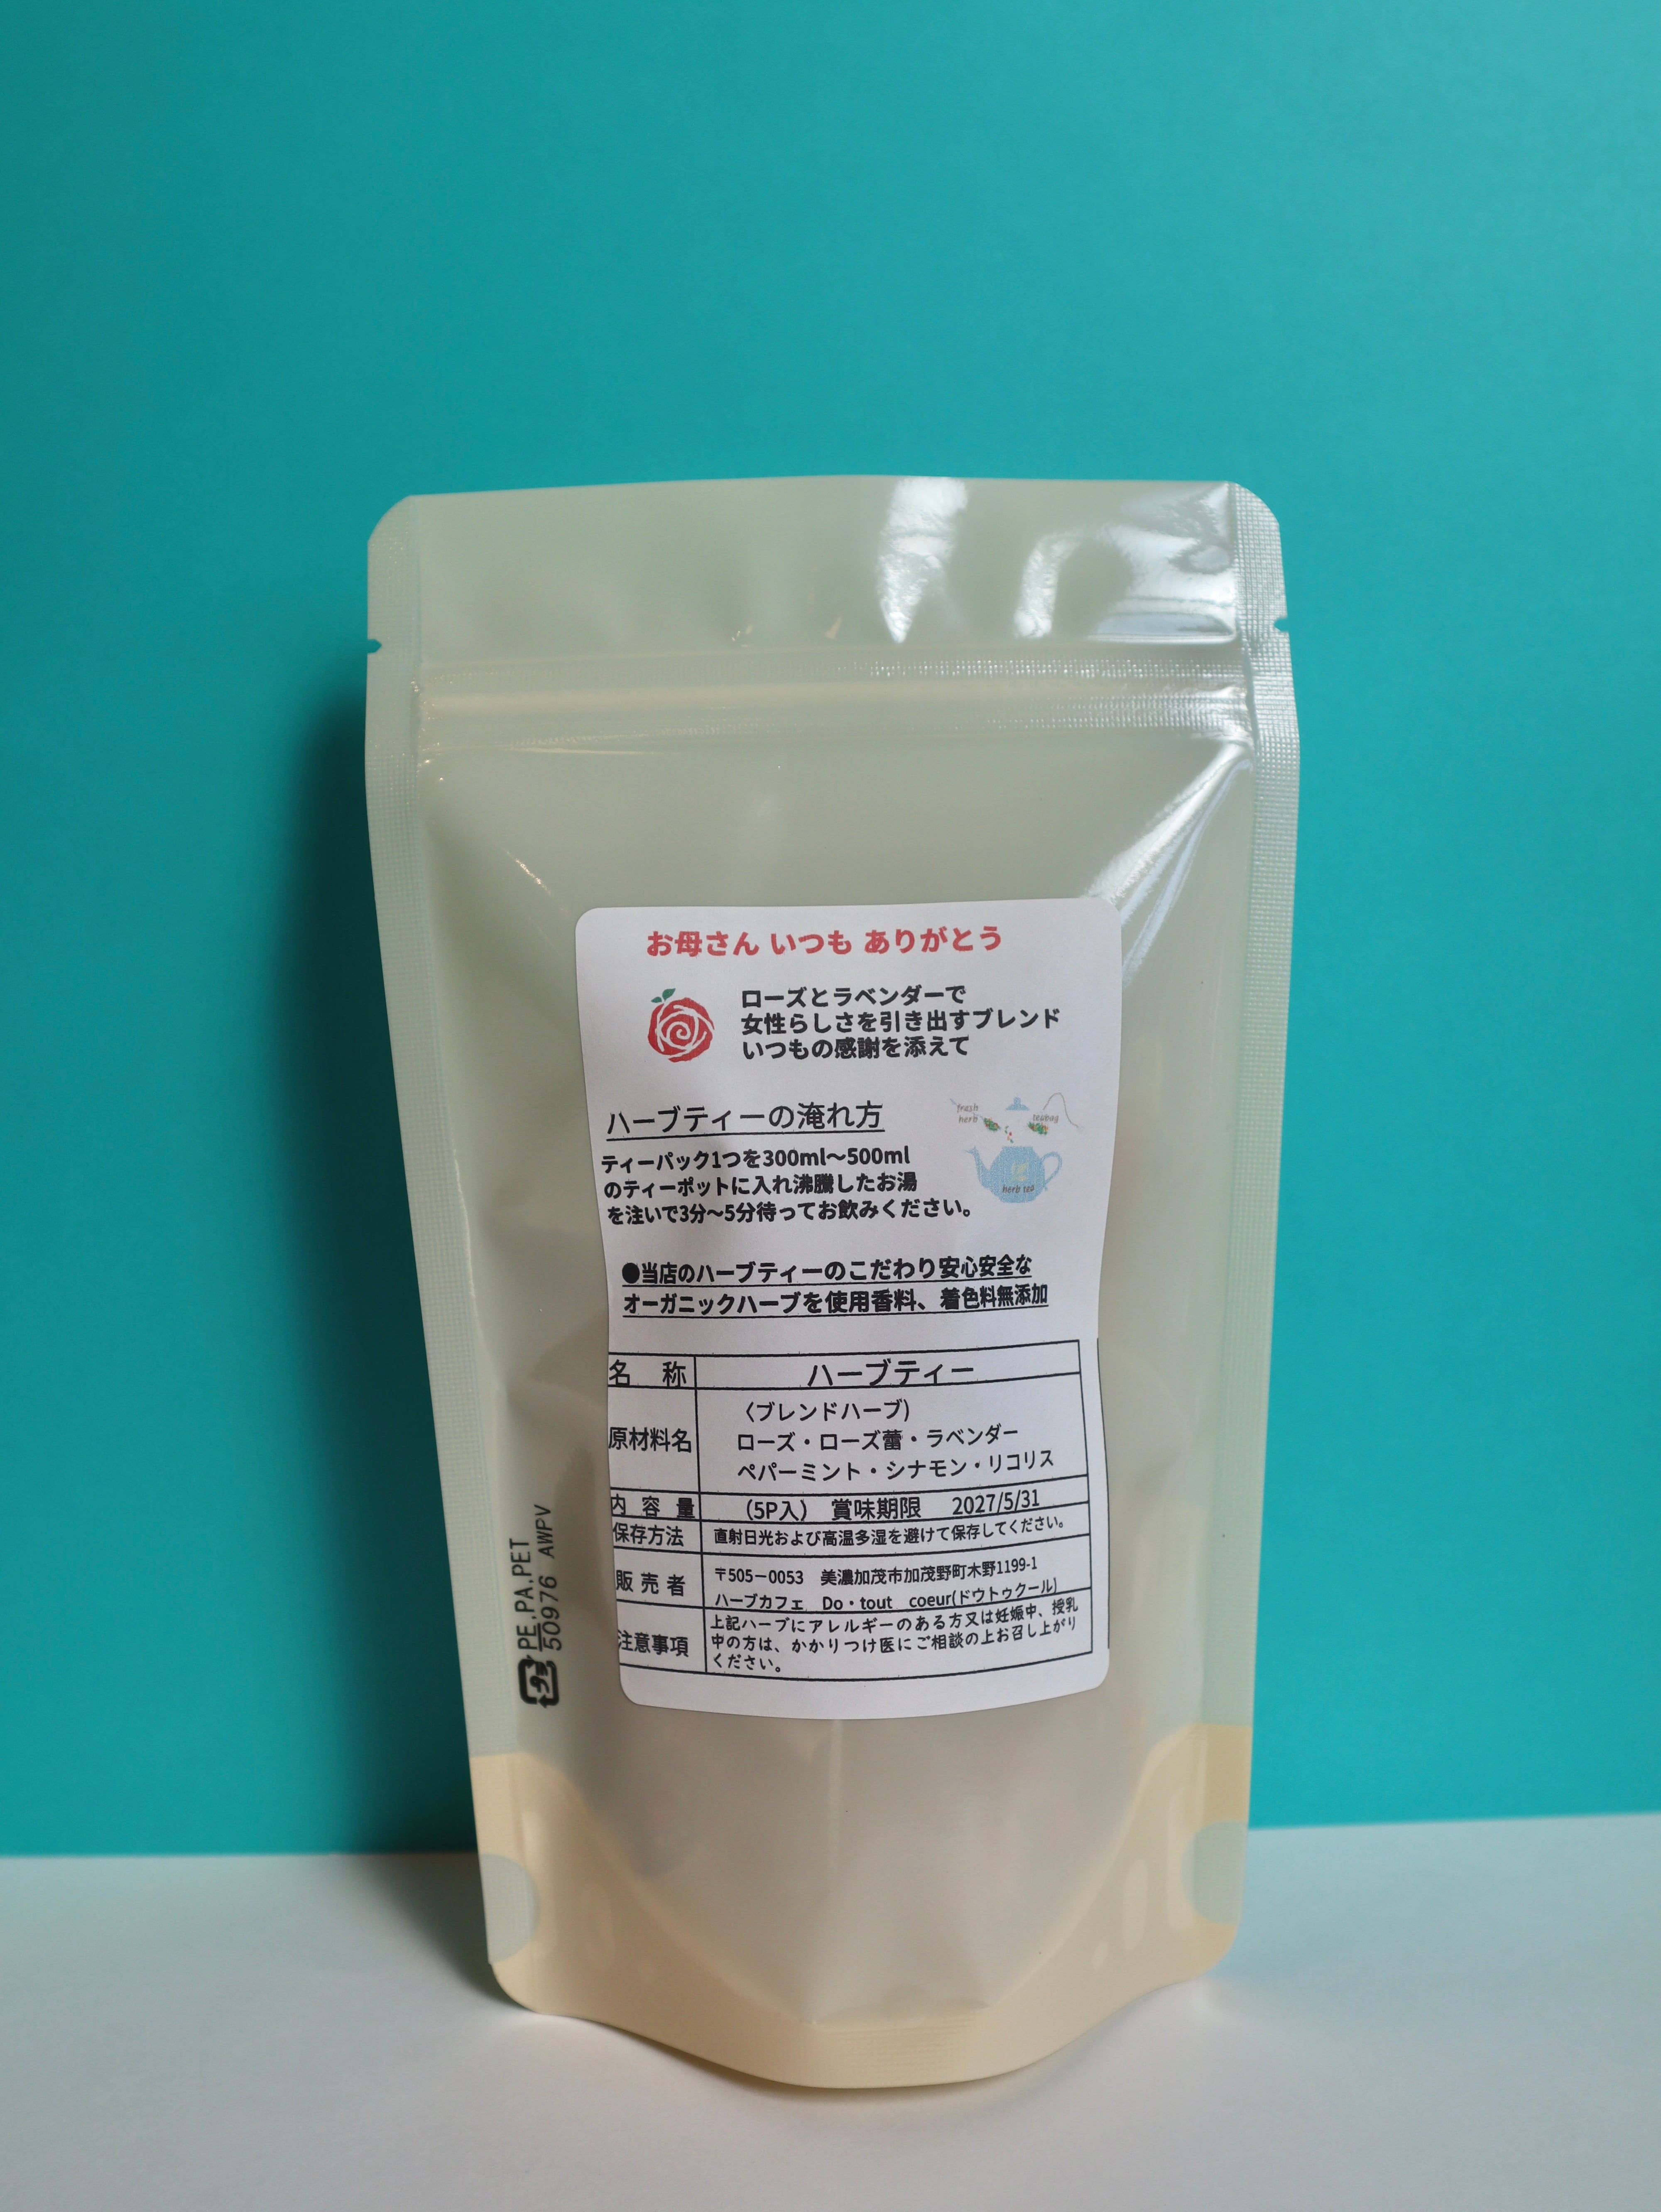 お母さん いつも ありがとう
ローズとラベンダーで
女性らしさを引き出すブレンド
いつもの感謝を添えて
ハーブティーの淹れ方
frash
herb
teabag
herb tea
ティーパック1つを300ml〜500ml
のティーポットに入れ沸騰したお湯
を注いで3分〜5分待ってお飲みください。
●当店のハーブティーのこだわり安心安全な
オーガニックハーブを使用香料、着色料無添加
名 称 ハーブティー
原材料名 〈ブレンドハーブ)
ローズ・ローズ蕾・ラベンダー
ペパーミント・シナモン・リコリス
内 容 量 (5P入) 賞味期限 2027/5/31
保存方法 直射日光および高温多湿を避けて保存してください。
販 売 者 〒505-0053 美濃加茂市加茂野町木野1199-1
ハーブカフェ Do・tout coeur(ドウトゥクール)
注意事項 上記ハーブにアレルギーのある方又は妊娠中、授乳
中の方は、かかりつけ医にご相談の上お召し上がり
ください。
プラ PE,PA,PET
50976 AWPV